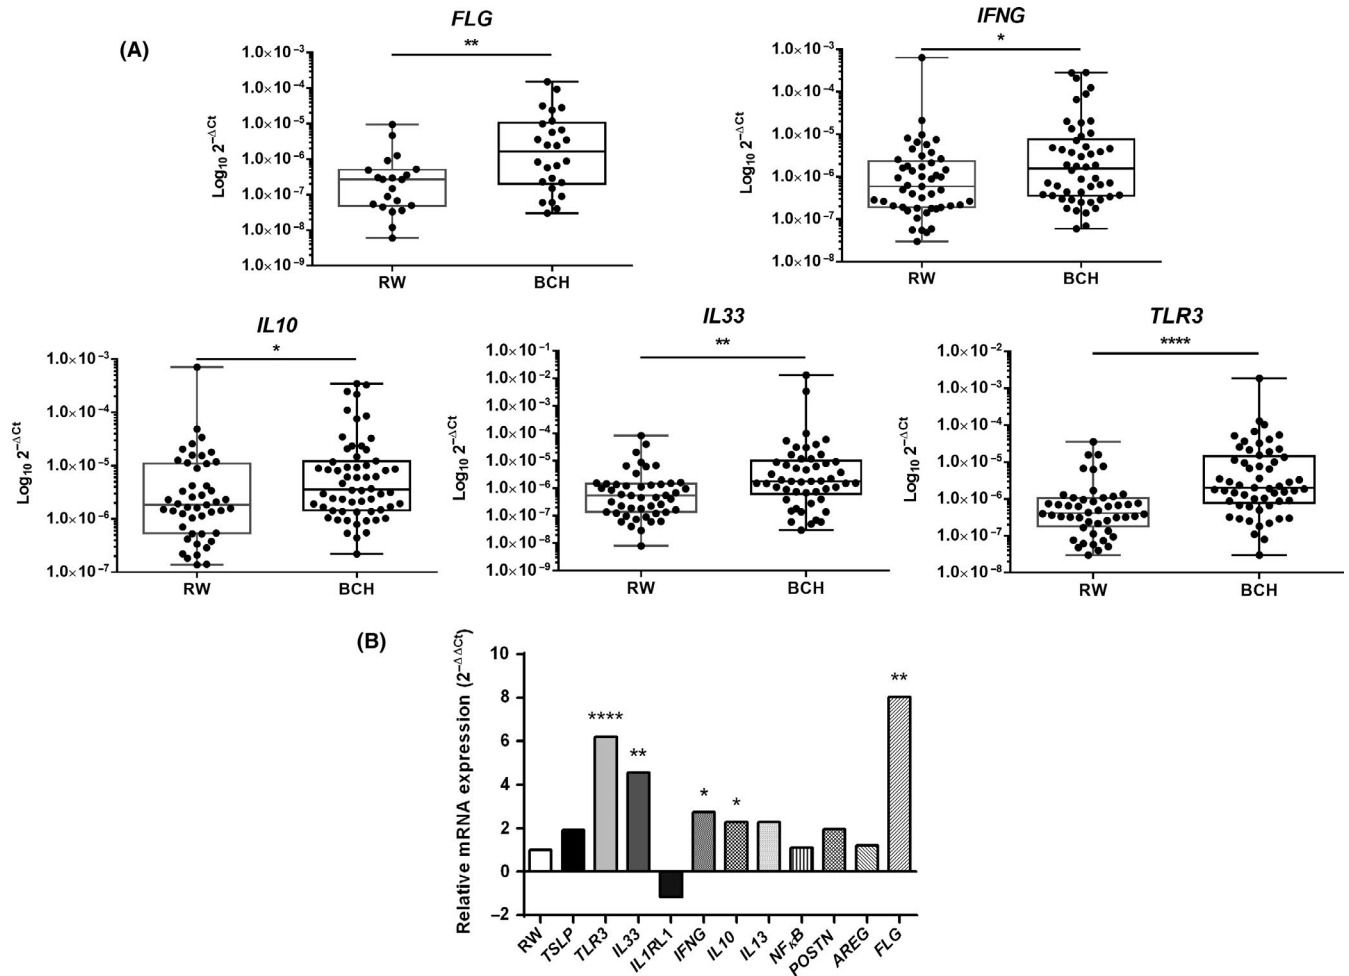 (A)
FLG
**
Log₁₀ 2⁻ΔCt
1.0×10⁻³
1.0×10⁻⁴
1.0×10⁻⁵
1.0×10⁻⁶
1.0×10⁻⁷
1.0×10⁻⁸
1.0×10⁻⁹
RW BCH
IFNG
*
Log₁₀ 2⁻ΔCt
1.0×10⁻³
1.0×10⁻⁴
1.0×10⁻⁵
1.0×10⁻⁶
1.0×10⁻⁷
1.0×10⁻⁸
RW BCH
IL10
*
Log₁₀ 2⁻ΔCt
1.0×10⁻³
1.0×10⁻⁴
1.0×10⁻⁵
1.0×10⁻⁶
1.0×10⁻⁷
RW BCH
IL33
**
Log₁₀ 2⁻ΔCt
1.0×10⁻¹
1.0×10⁻²
1.0×10⁻³
1.0×10⁻⁴
1.0×10⁻⁵
1.0×10⁻⁶
1.0×10⁻⁷
1.0×10⁻⁸
1.0×10⁻⁹
RW BCH
TLR3
****
Log₁₀ 2⁻ΔCt
1.0×10⁻²
1.0×10⁻³
1.0×10⁻⁴
1.0×10⁻⁵
1.0×10⁻⁶
1.0×10⁻⁷
1.0×10⁻⁸
RW BCH
(B)
Relative mRNA expression (2⁻ΔΔCt)
10
8
6
4
2
0
−2
**** ** * * **
RW TSLP TLR3 IL33 IL1RL1 IFNG IL10 IL13 NFκB POSTN AREG FLG